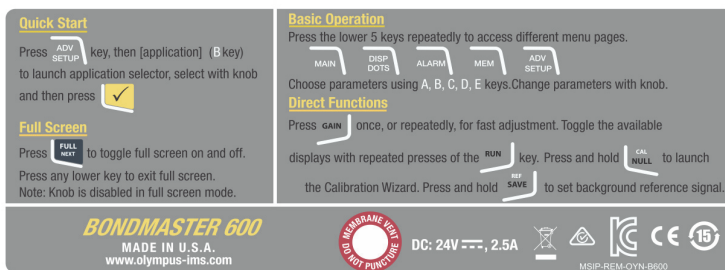 Quick Start
Press ADV SETUP key, then [application] (B key)
to launch application selector, select with knob
and then press
Full Screen
Press FULL NEXT to toggle full screen on and off.
Press any lower key to exit full screen.
Note: Knob is disabled in full screen mode.
Basic Operation
Press the lower 5 keys repeatedly to access different menu pages.
MAIN DISP DOTS ALARM MEM ADV SETUP
Choose parameters using A, B, C, D, E keys.Change parameters with knob.
Direct Functions
Press GAIN once, or repeatedly, for fast adjustment. Toggle the available
displays with repeated presses of the RUN key. Press and hold CAL NULL to launch
the Calibration Wizard. Press and hold REF SAVE to set background reference signal.
BONDMASTER 600
MADE IN U.S.A.
www.olympus-ims.com
MEMBRANE VENT
DO NOT PUNCTURE
DC: 24V ⎓, 2.5A
CE
15
MSIP-REM-OYN-B600